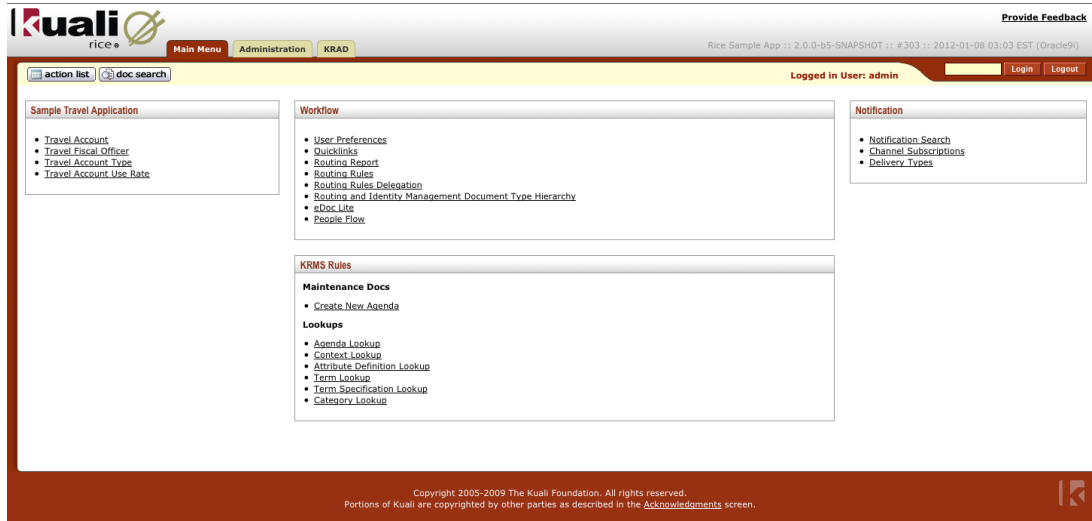 Kuali
rice
Provide Feedback
Main Menu Administration KRAD
Rice Sample App :: 2.0.0-b5-SNAPSHOT :: #303 :: 2012-01-08 03:03 EST (Oracle9i)
action list doc search
Logged in User: admin
Login Logout
Sample Travel Application
Travel Account
Travel Fiscal Officer
Travel Account Type
Travel Account Use Rate
Workflow
User Preferences
Quicklinks
Routing Report
Routing Rules
Routing Rules Delegation
Routing and Identity Management Document Type Hierarchy
eDoc Lite
People Flow
KRMS Rules
Maintenance Docs
Create New Agenda
Lookups
Agenda Lookup
Context Lookup
Attribute Definition Lookup
Term Lookup
Term Specification Lookup
Category Lookup
Notification
Notification Search
Channel Subscriptions
Delivery Types
Copyright 2005-2009 The Kuali Foundation. All rights reserved.
Portions of Kuali are copyrighted by other parties as described in the Acknowledgments screen.